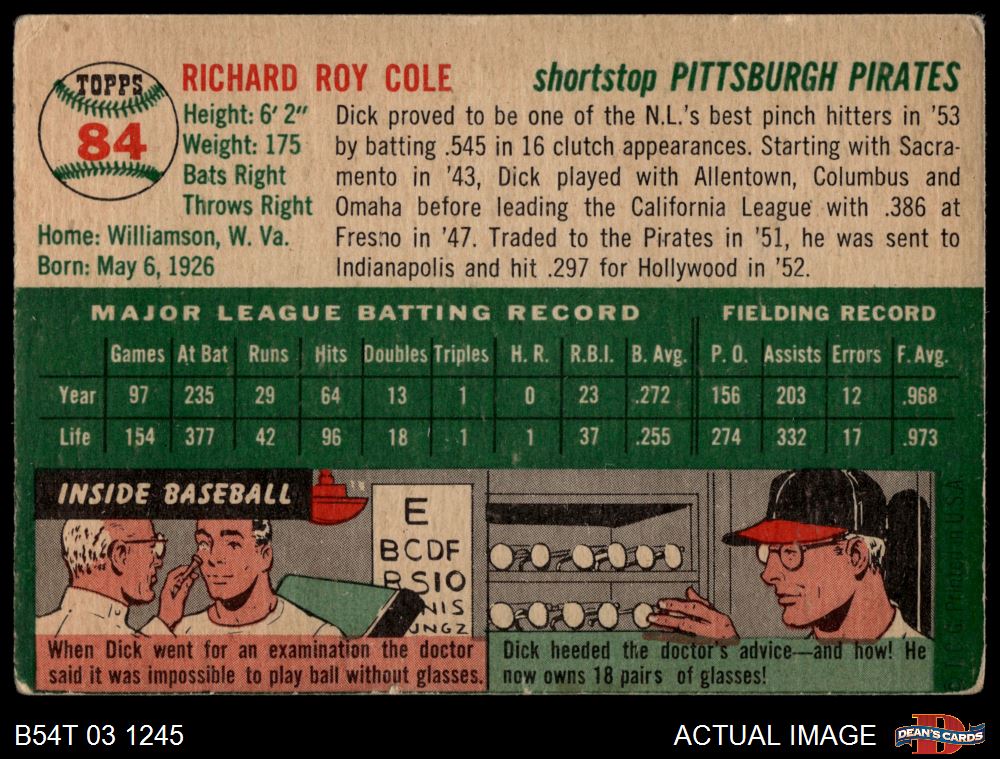 TOPPS
84
RICHARD ROY COLE
shortstop PITTSBURGH PIRATES
Height: 6' 2"
Weight: 175
Bats Right
Throws Right
Home: Williamson, W. Va.
Born: May 6, 1926
Dick proved to be one of the N.L.'s best pinch hitters in '53
by batting .545 in 16 clutch appearances. Starting with Sacra-
mento in '43, Dick played with Allentown, Columbus and
Omaha before leading the California League with .386 at
Fresno in '47. Traded to the Pirates in '51, he was sent to
Indianapolis and hit .297 for Hollywood in '52.
MAJOR LEAGUE BATTING RECORD FIELDING RECORD
Games At Bat Runs Hits Doubles Triples H. R. R.B.I. B. Avg. P. O. Assists Errors F. Avg.
Year 97 235 29 64 13 1 0 23 .272 156 203 12 .968
Life 154 377 42 96 18 1 1 37 .255 274 332 17 .973
INSIDE BASEBALL
E
BCDF
BSIO
NIS
UNGZ
When Dick went for an examination the doctor
said it was impossible to play ball without glasses.
Dick heeded the doctor's advice—and how! He
now owns 18 pairs of glasses!
T.C.G. Printed in U.S.A.
B54T 03 1245
ACTUAL IMAGE
DEAN'S CARDS